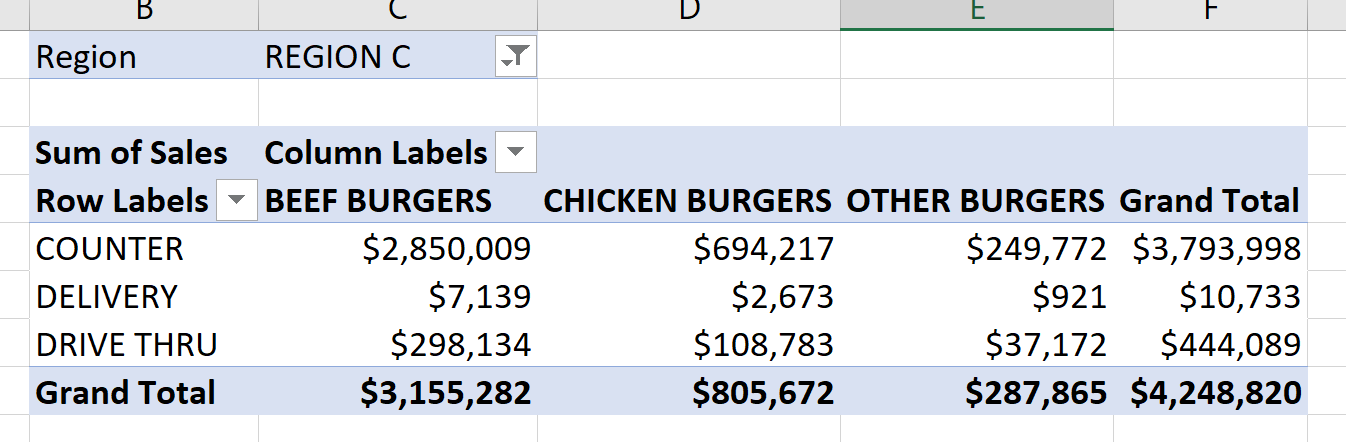 B C D E F
Region REGION C
Sum of Sales Column Labels
Row Labels BEEF BURGERS CHICKEN BURGERS OTHER BURGERS Grand Total
COUNTER $2,850,009 $694,217 $249,772 $3,793,998
DELIVERY $7,139 $2,673 $921 $10,733
DRIVE THRU $298,134 $108,783 $37,172 $444,089
Grand Total $3,155,282 $805,672 $287,865 $4,248,820